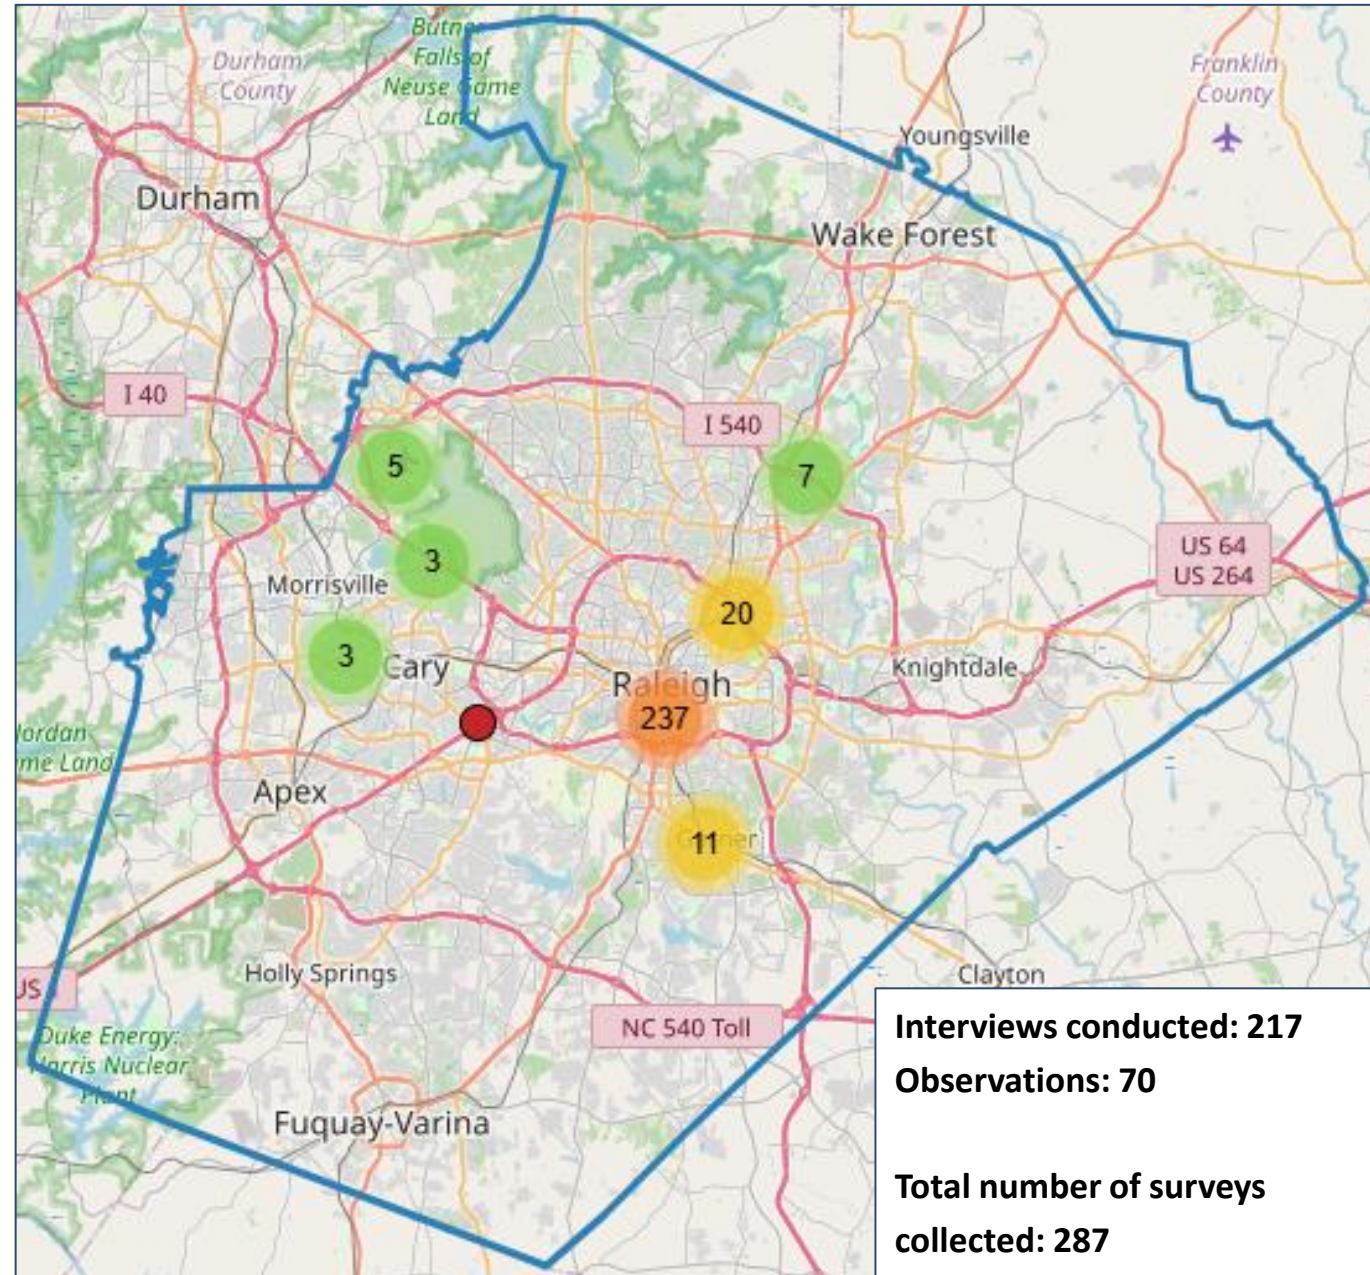 Butner
Falls of
Neuse Game
Land
Durham
County
Franklin
County
Youngsville
Durham
Wake Forest
I 40
I 540
5
7
US 64
US 264
3
Morrisville
20
3
Cary
Raleigh
Knightdale
237
Jordan
me Land
Apex
11
Garner
Holly Springs
Clayton
US
NC 540 Toll
Duke Energy:
Harris Nuclear
Plant
Fuquay-Varina
Interviews conducted: 217
Observations: 70
Total number of surveys
collected: 287